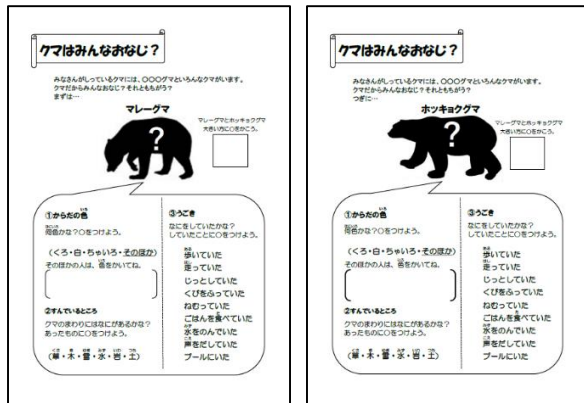 クマはみんなおなじ？
みなさんがしっているクマには、〇〇〇グマといろんなクマがいます。
クマだからみんなおなじ？それともちがう？
まずは…
マレーグマ
？
マレーグマとホッキョクグマ
大きい方に〇をかこう。
①からだの色
いろ
何色かな？〇をつけよう。
（くろ・白・ちゃいろ・そのほか）
そのほかの人は、色をかいてね。
②すんでいるところ
クマのまわりにはなにがあるかな？
あったものに〇をつけよう。
（草・木・雪・水・岩・土）
③うごき
なにをしていたかな？
していたことに〇をつけよう。
歩いていた
走っていた
じっとしていた
くびをふっていた
ねむっていた
ごはんを食べていた
水をのんでいた
声をだしていた
プールにいた
クマはみんなおなじ？
みなさんがしっているクマには、〇〇〇グマといろんなクマがいます。
クマだからみんなおなじ？それともちがう？
つぎに…
ホッキョクグマ
？
マレーグマとホッキョクグマ
大きい方に〇をかこう。
①からだの色
いろ
何色かな？〇をつけよう。
（くろ・白・ちゃいろ・そのほか）
そのほかの人は、色をかいてね。
②すんでいるところ
クマのまわりにはなにがあるかな？
あったものに〇をつけよう。
（草・木・雪・水・岩・土）
③うごき
なにをしていたかな？
していたことに〇をつけよう。
歩いていた
走っていた
じっとしていた
くびをふっていた
ねむっていた
ごはんを食べていた
水をのんでいた
声をだしていた
プールにいた